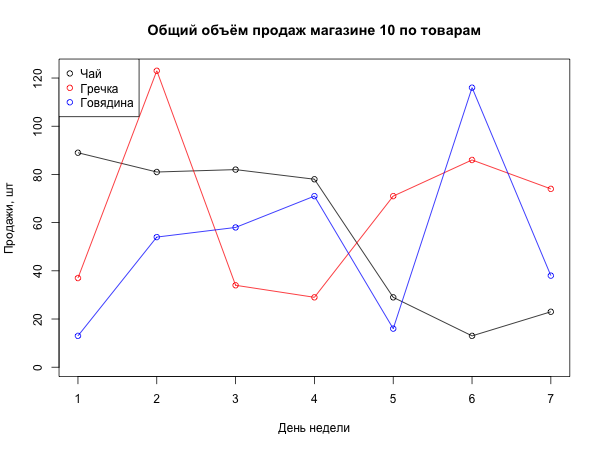 Общий объём продаж магазине 10 по товарам
Чай
Гречка
Говядина
Продажи, шт
120
100
80
60
40
20
0
1 2 3 4 5 6 7
День недели